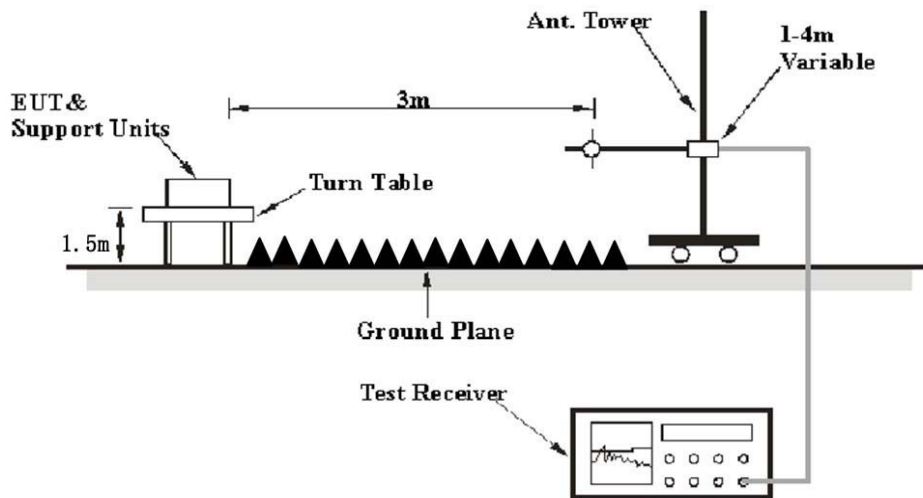 Ant. Tower
1-4m
Variable
EUT&
Support Units
3m
Turn Table
1.5m
Ground Plane
Test Receiver